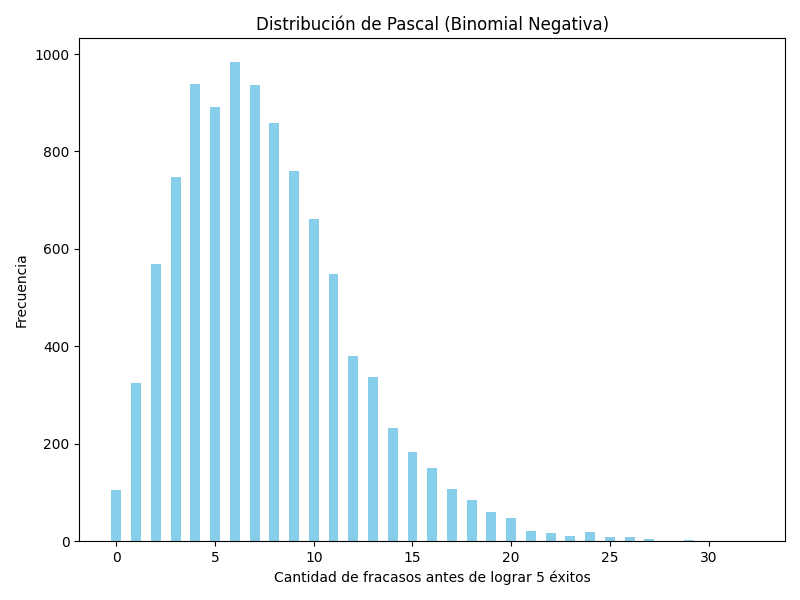 Distribución de Pascal (Binomial Negativa)
1000
800
600
400
200
0
Frecuencia
0 5 10 15 20 25 30
Cantidad de fracasos antes de lograr 5 éxitos